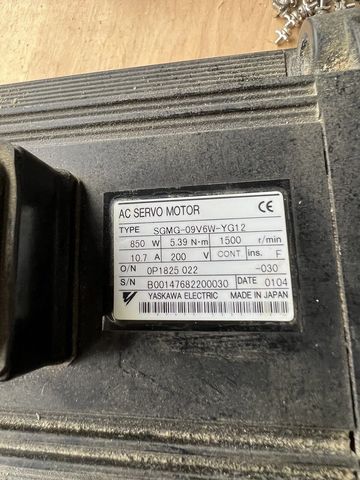 AC SERVO MOTOR CE
TYPE SGMG-09V6W-YG12
850 W 5.39 N·m 1500 r/min
10.7 A 200 V CONT ins. F
O/N 0P1825 022 -030
S/N B00147682200030 DATE 0104
YASKAWA ELECTRIC MADE IN JAPAN